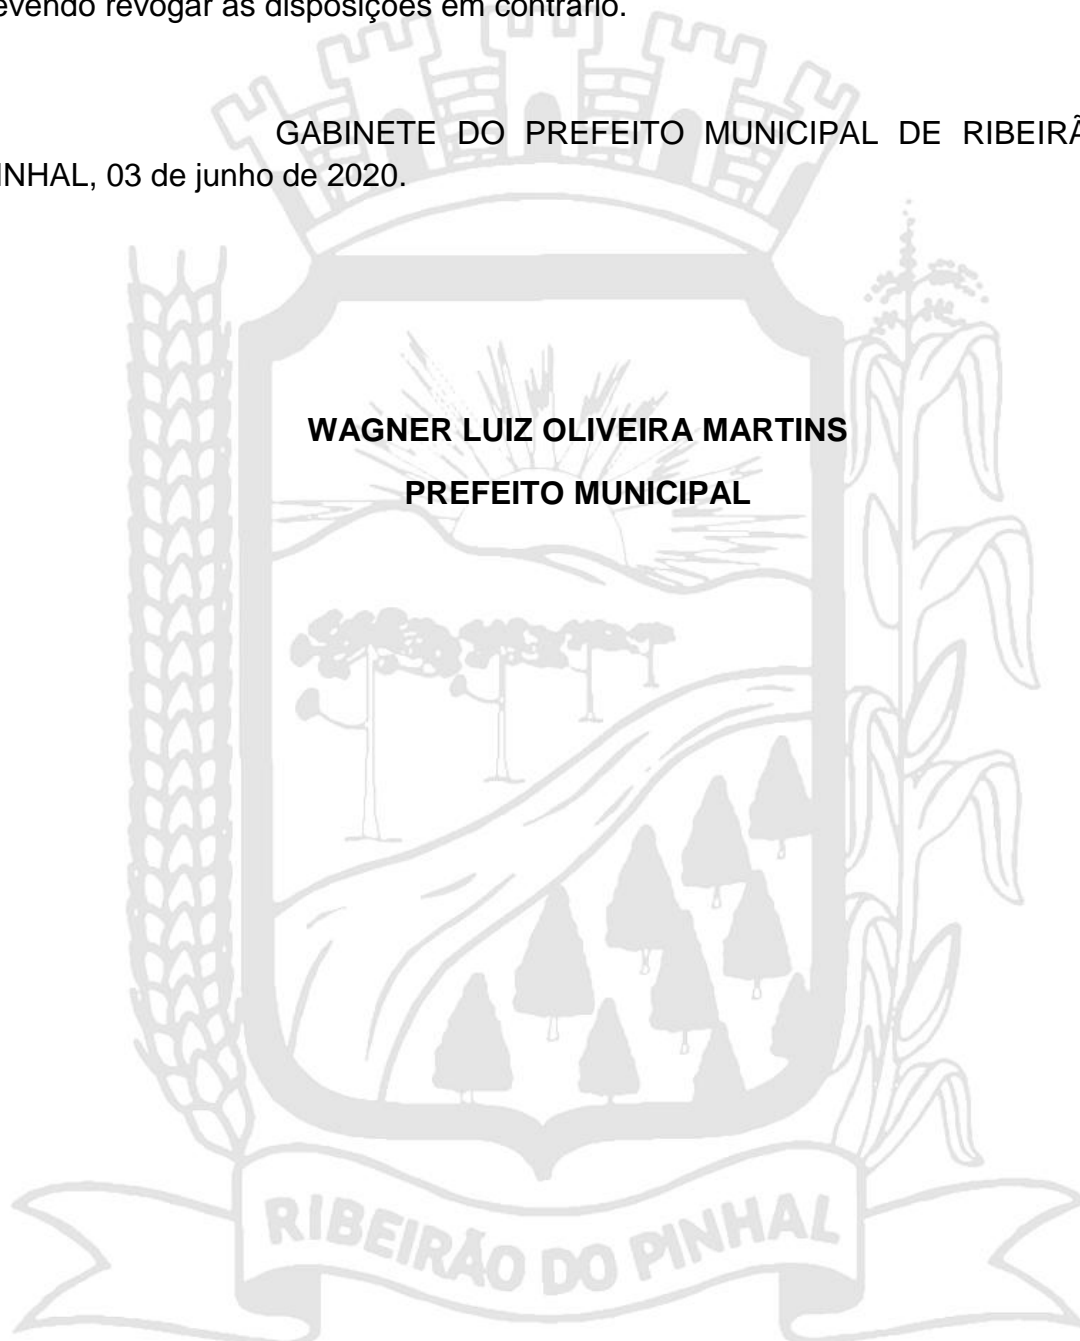 evendo revogar as disposições em contrário.
GABINETE DO PREFEITO MUNICIPAL DE RIBEIRÃ
INHAL, 03 de junho de 2020.
WAGNER LUIZ OLIVEIRA MARTINS
PREFEITO MUNICIPAL
RIBEIRÃO DO PINHAL